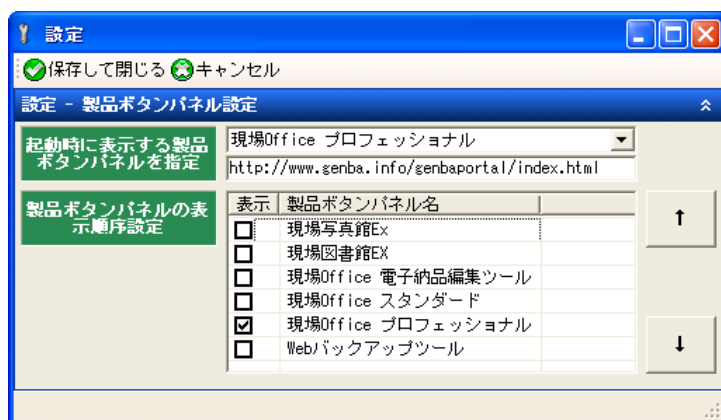 設定
保存して閉じる キャンセル
設定 - 製品ボタンパネル設定
起動時に表示する製品
ボタンパネルを指定
現場Office プロフェッショナル
http://www.genba.info/genbaportal/index.html
製品ボタンパネルの表
示順序設定
表示 製品ボタンパネル名
現場写真館Ex
現場図書館EX
現場Office 電子納品編集ツール
現場Office スタンダード
現場Office プロフェッショナル
Webバックアップツール
↑
↓